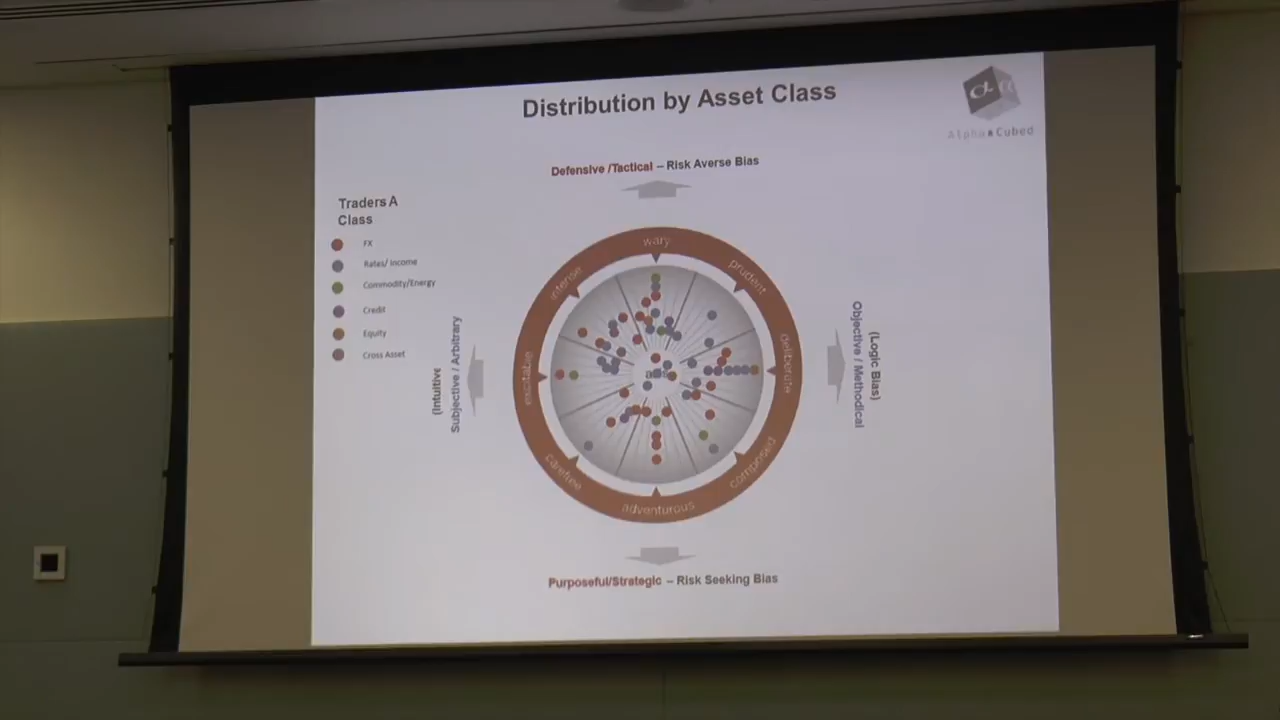 Distribution by Asset Class
Alpha Cubed
Defensive /Tactical – Risk Averse Bias
Traders A
Class
FX
Rates/ Income
Commodity/Energy
Credit
Equity
Cross Asset
(Intuitive
Subjective / Arbitrary
wary
prudent
deliberate
composed
adventurous
carefree
excitable
intense
(Logic Bias)
Objective / Methodical
Purposeful/Strategic – Risk Seeking Bias